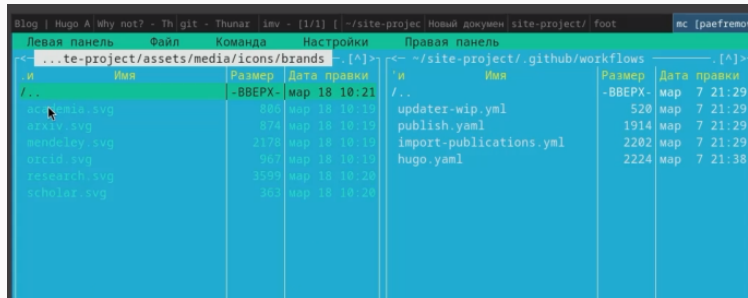 Blog | Hugo A Why not? - Th git - Thunar imv - [1/1] [ ~/site-projec Новый докумен site-project/ foot mc [paefremo
Левая панель Файл Команда Настройки Правая панель
<— ...te-project/assets/media/icons/brands —.[^]> <— ~/site-project/.github/workflows —.[^]>
.и Имя Размер Дата правки 'и Имя Размер Дата правки
/.. -ВВЕРХ- мар 18 10:21 /.. -ВВЕРХ- мар 7 21:29
academia.svg 806 мар 18 10:19 updater-wip.yml 520 мар 7 21:29
arxiv.svg 874 мар 18 10:19 publish.yaml 1914 мар 7 21:29
mendeley.svg 2178 мар 18 10:19 import-publications.yml 2202 мар 7 21:29
orcid.svg 967 мар 18 10:19 hugo.yaml 2224 мар 7 21:38
research.svg 3599 мар 18 10:20
scholar.svg 363 мар 18 10:20